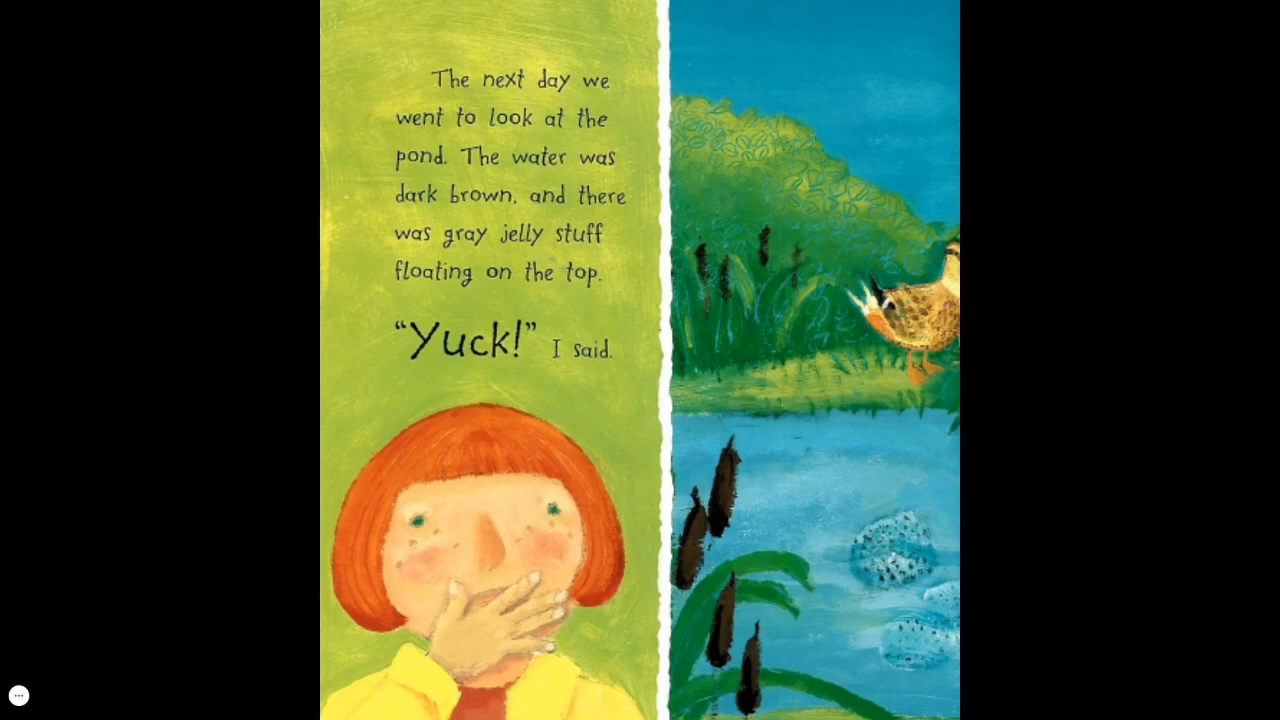 The next day we
went to look at the
pond. The water was
dark brown, and there
was gray jelly stuff
floating on the top.
“Yuck!” I said.